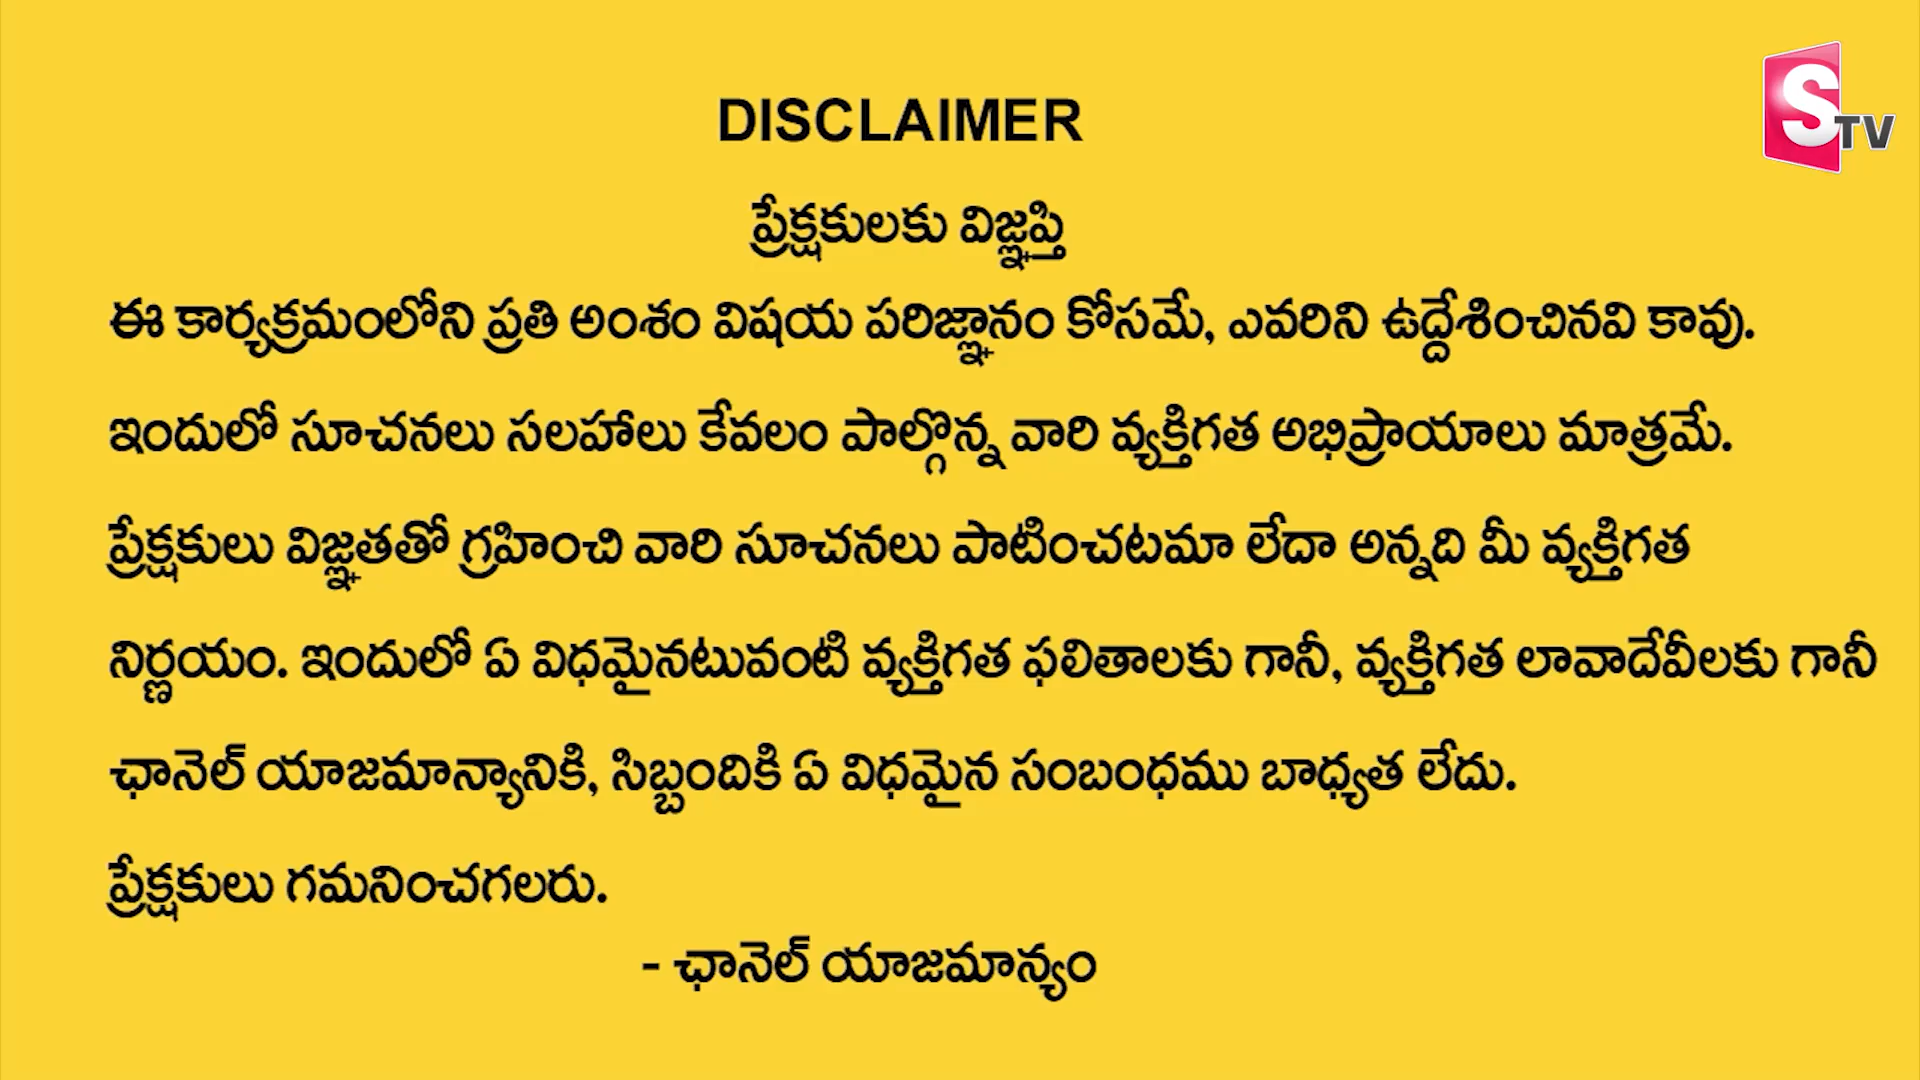 DISCLAIMER
STV
ప్రేక్షకులకు విజ్ఞప్తి
ఈ కార్యక్రమంలోని ప్రతి అంశం విషయ పరిజ్ఞానం కోసమే, ఎవరిని ఉద్దేశించినవి కావు.
ఇందులో సూచనలు సలహాలు కేవలం పాల్గొన్న వారి వ్యక్తిగత అభిప్రాయాలు మాత్రమే.
ప్రేక్షకులు విజ్ఞతతో గ్రహించి వారి సూచనలు పాటించటమా లేదా అన్నది మీ వ్యక్తిగత
నిర్ణయం. ఇందులో ఏ విధమైనటువంటి వ్యక్తిగత ఫలితాలకు గానీ, వ్యక్తిగత లావాదేవీలకు గానీ
ఛానెల్ యాజమాన్యానికి, సిబ్బందికి ఏ విధమైన సంబంధము బాధ్యత లేదు.
ప్రేక్షకులు గమనించగలరు.
- ఛానెల్ యాజమాన్యం